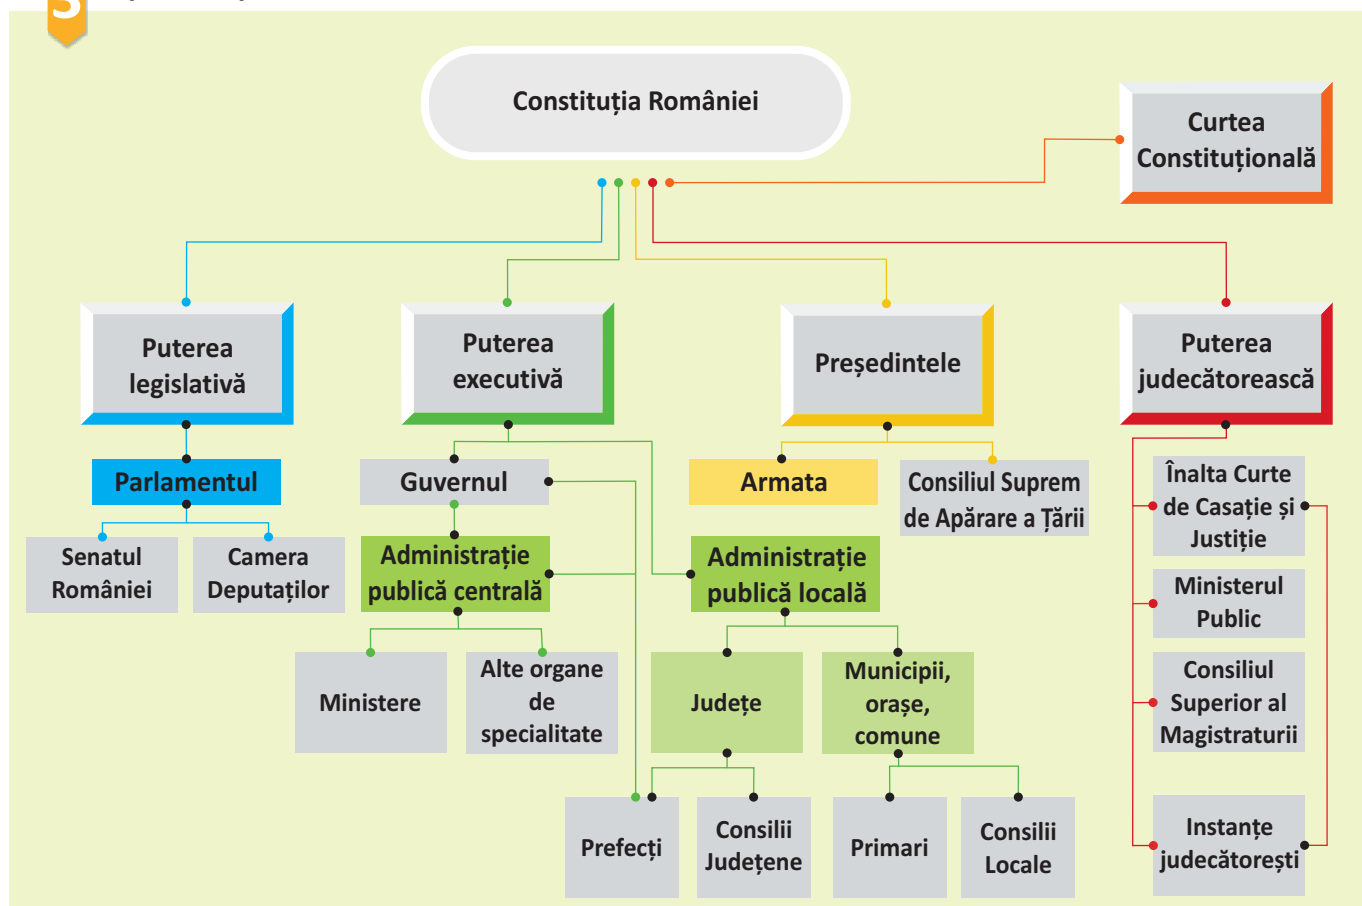 Constituția României
Curtea
Constituțională
Puterea
legislativă
Puterea
executivă
Președintele
Puterea
judecătorească
Parlamentul
Guvernul
Armata
Consiliul Suprem
de Apărare a Țării
Înalta Curte
de Casație și
Justiție
Senatul
României
Camera
Deputaților
Administrație
publică centrală
Administrație
publică locală
Ministerul
Public
Ministere
Alte organe
de
specialitate
Județe
Municipii,
orașe,
comune
Consiliul
Superior al
Magistraturii
Prefecți
Consilii
Județene
Primari
Consilii
Locale
Instanțe
judecătorești